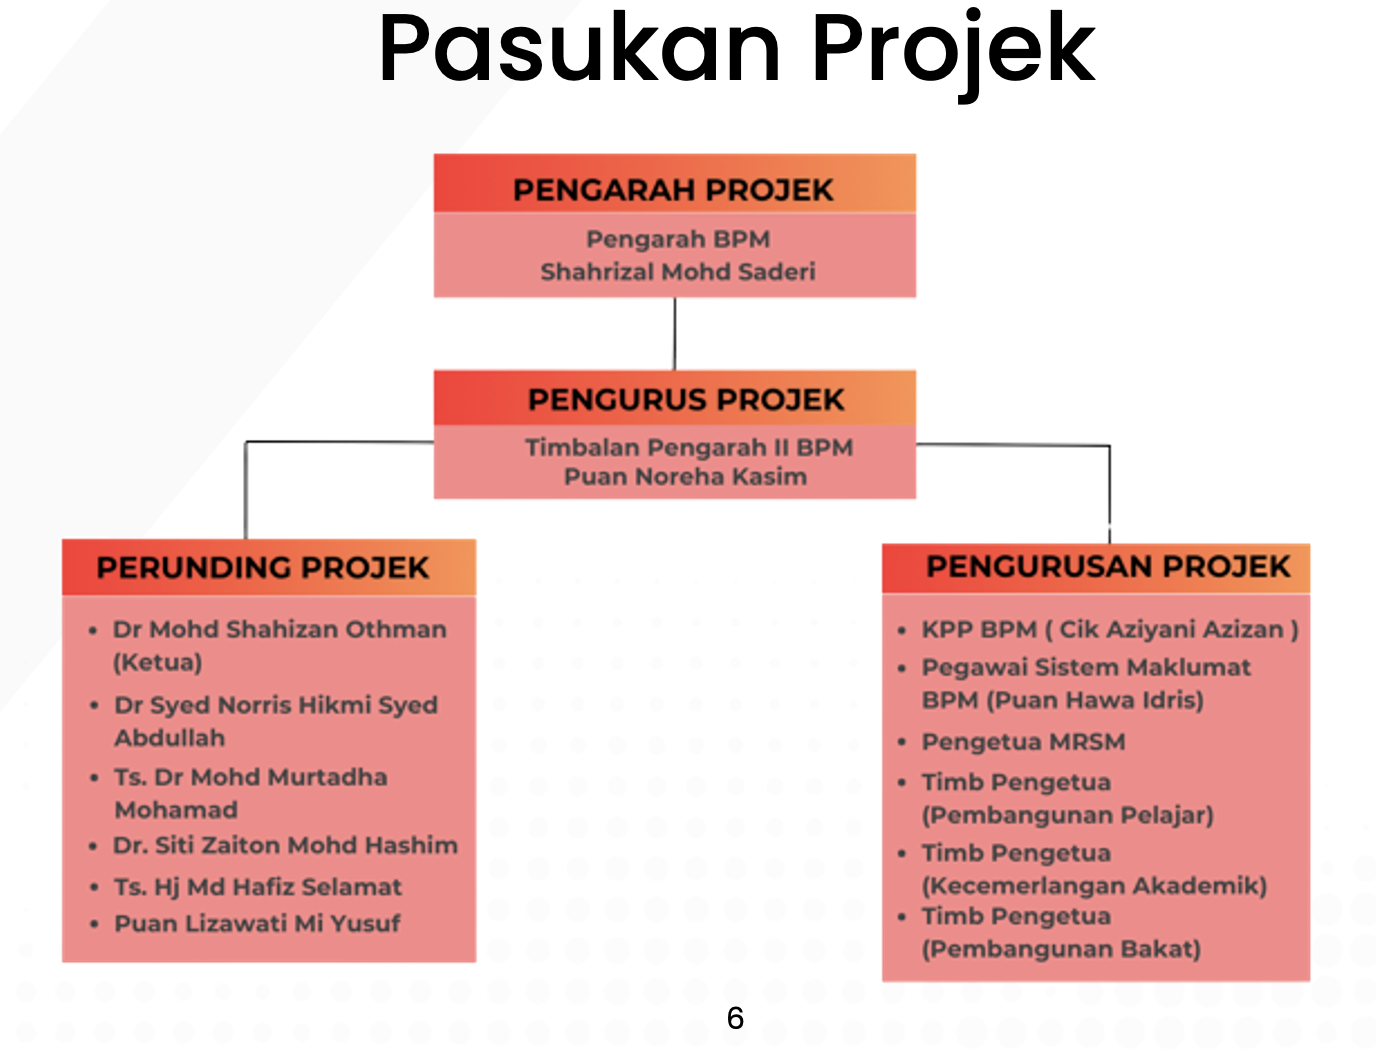 Pasukan Projek
PENGARAH PROJEK
Pengarah BPM
Shahrizal Mohd Saderi
PENGURUS PROJEK
Timbalan Pengarah II BPM
Puan Noreha Kasim
PERUNDING PROJEK
• Dr Mohd Shahizan Othman
(Ketua)
• Dr Syed Norris Hikmi Syed
Abdullah
• Ts. Dr Mohd Murtadha
Mohamad
• Dr. Siti Zaiton Mohd Hashim
• Ts. Hj Md Hafiz Selamat
• Puan Lizawati Mi Yusuf
PENGURUSAN PROJEK
• KPP BPM ( Cik Aziyani Azizan )
• Pegawai Sistem Maklumat
BPM (Puan Hawa Idris)
• Pengetua MRSM
• Timb Pengetua
(Pembangunan Pelajar)
• Timb Pengetua
(Kecemerlangan Akademik)
• Timb Pengetua
(Pembangunan Bakat)
6